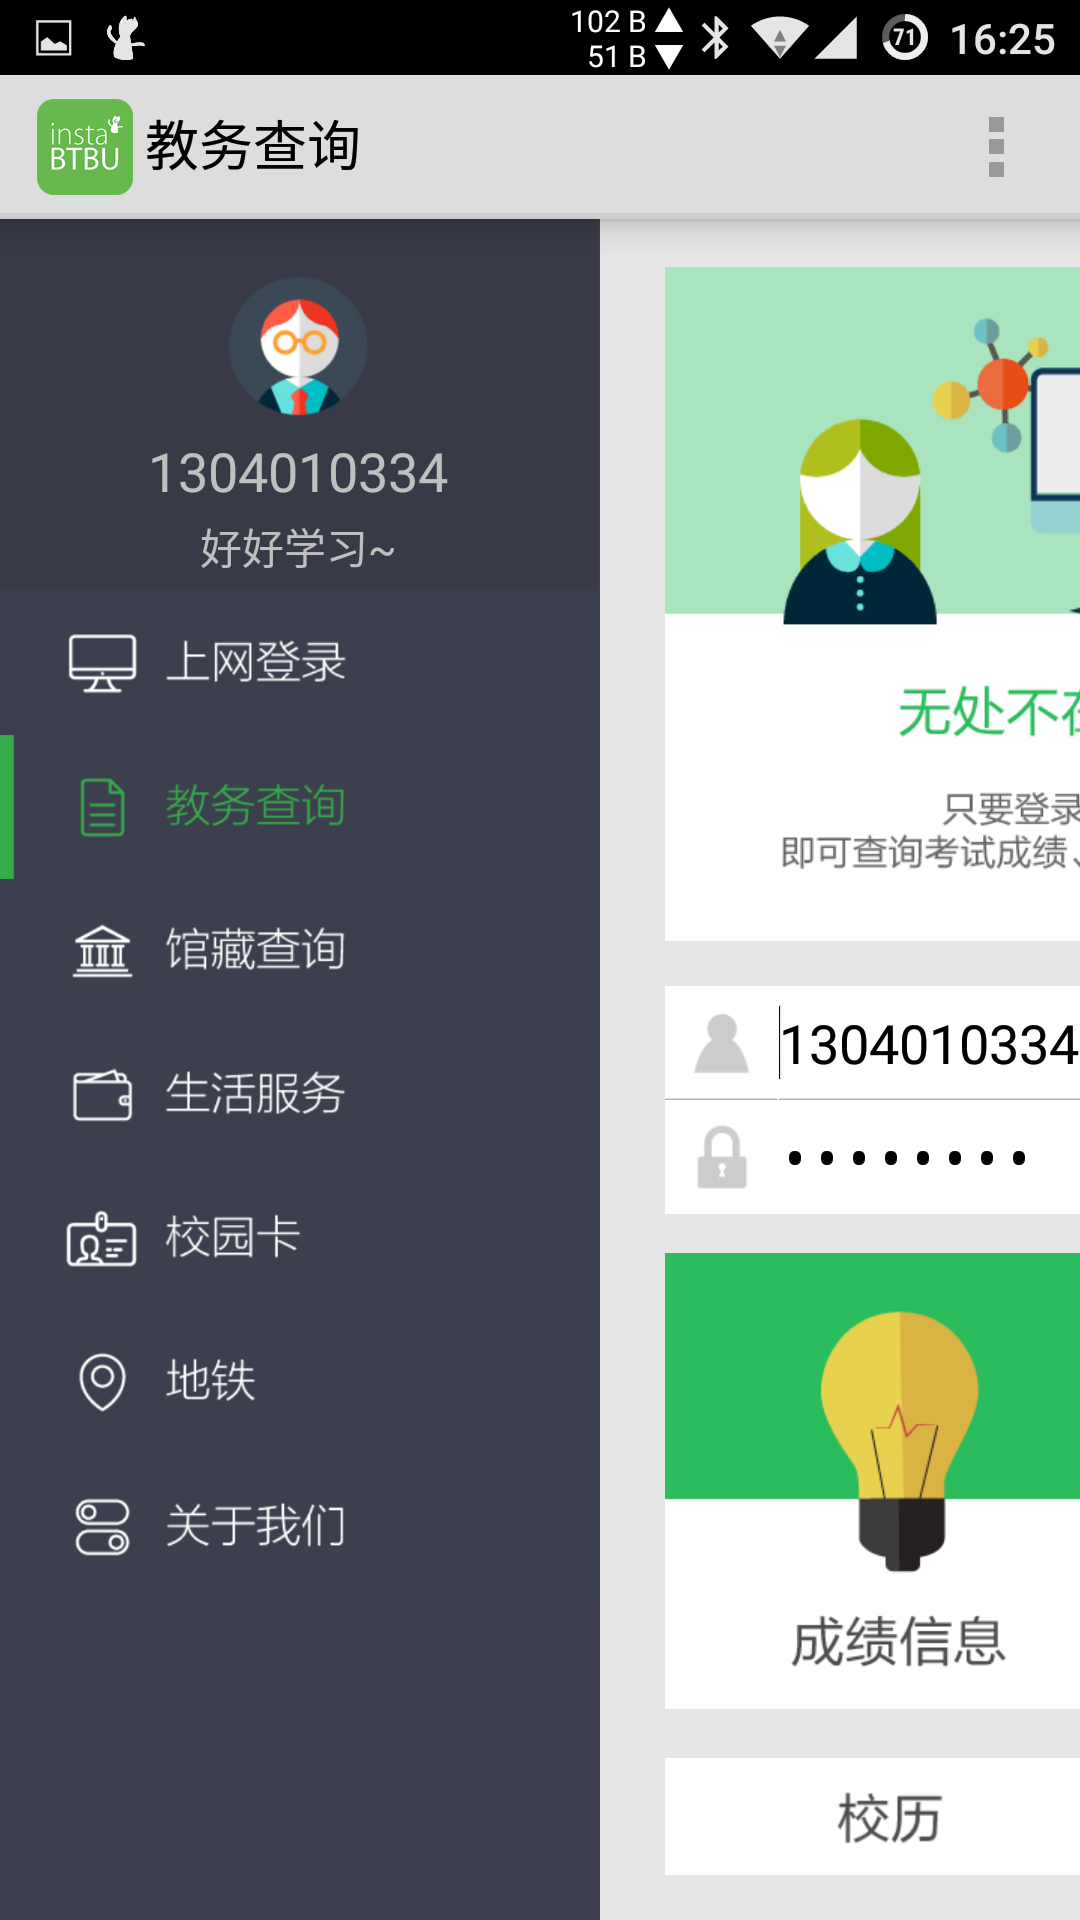 102 B
51 B
71
16:25
insta
BTBU
教务查询
1304010334
好好学习~
上网登录
教务查询
馆藏查询
生活服务
校园卡
地铁
关于我们
无处不
只要登录
即可查询考试成绩、
1304010334
成绩信息
校历